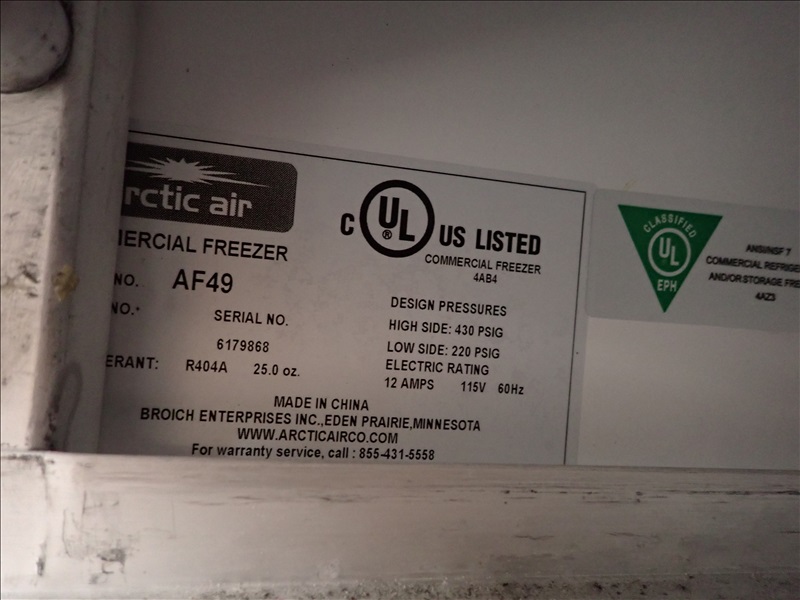 rctic air
C UL ® US LISTED
COMMERCIAL FREEZER
4AB4
MERCIAL FREEZER
NO. AF49
NO.*
SERIAL NO.
6179868
ERANT: R404A 25.0 oz.
DESIGN PRESSURES
HIGH SIDE: 430 PSIG
LOW SIDE: 220 PSIG
ELECTRIC RATING
12 AMPS 115V 60Hz
MADE IN CHINA
BROICH ENTERPRISES INC.,EDEN PRAIRIE,MINNESOTA
WWW.ARCTICAIRCO.COM
For warranty service, call : 855-431-5558
CLASSIFIED
UL
®
EPH
ANSI/NSF 7
COMMERCIAL REFRIGE
AND/OR STORAGE FRE
4AZ3